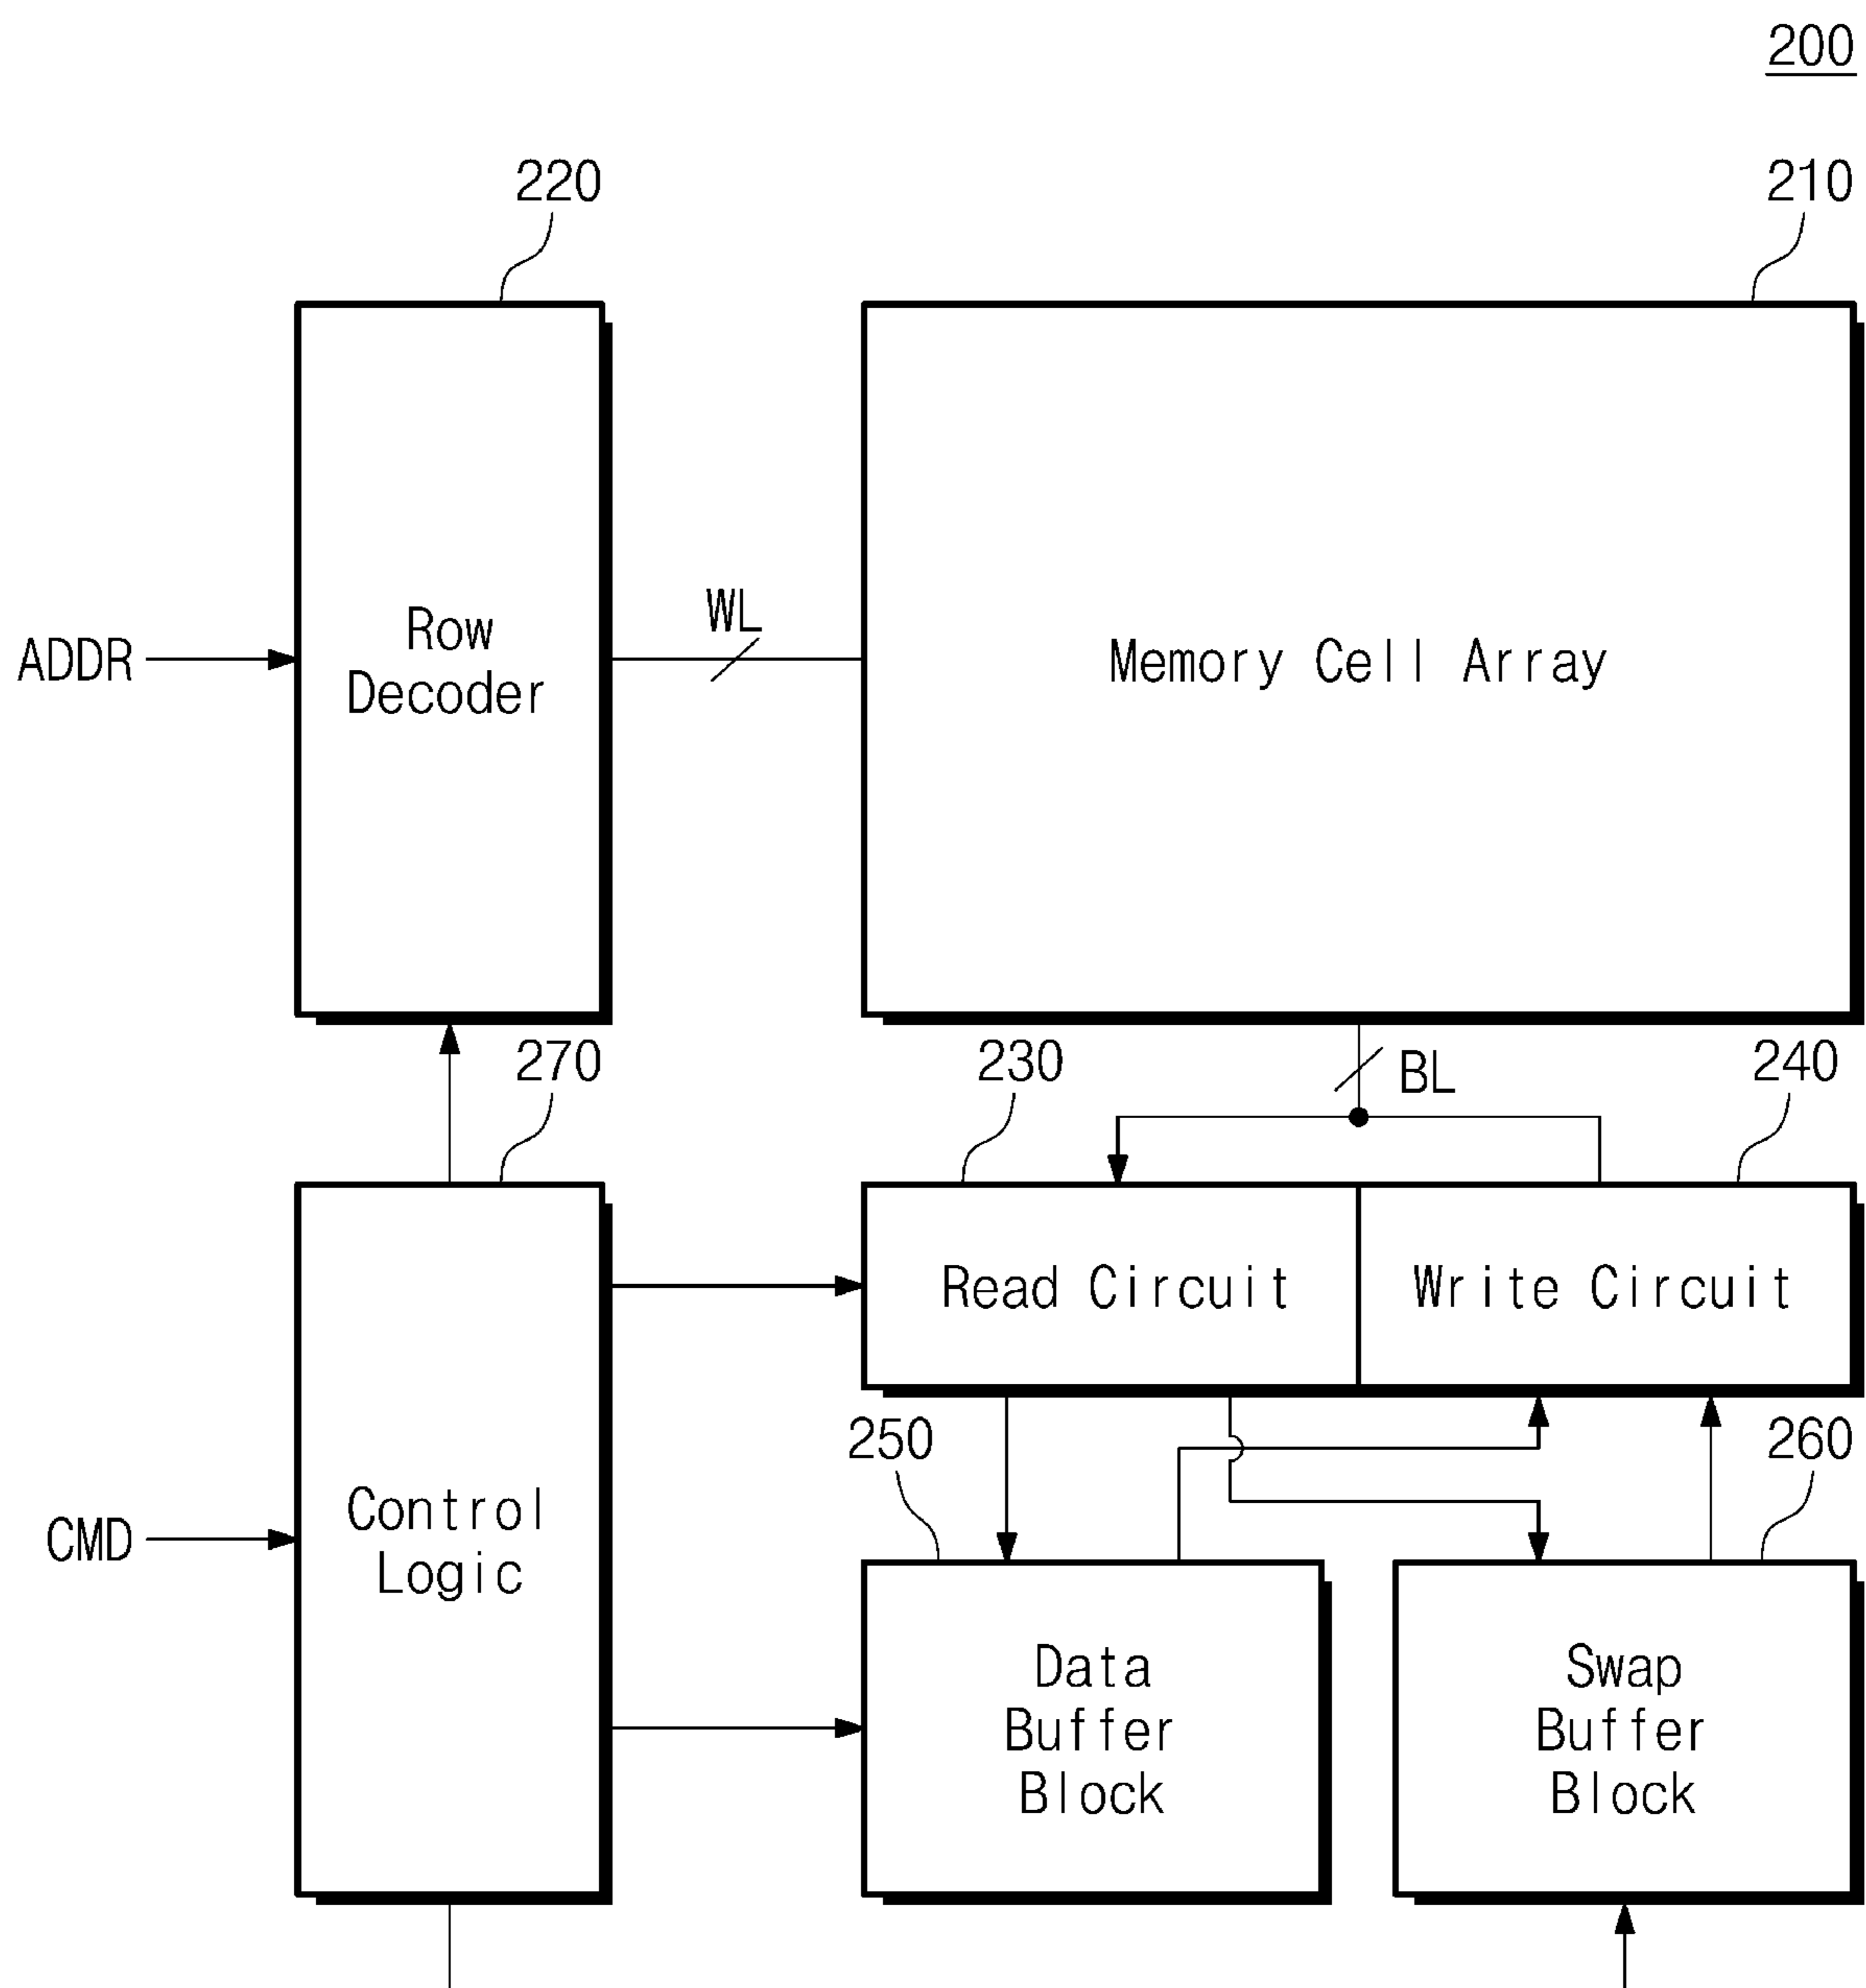 200
220
210
ADDR
Row
Decoder
WL
Memory Cell Array
270
230
BL
240
Read Circuit
Write Circuit
250
260
CMD
Control
Logic
Data
Buffer
Block
Swap
Buffer
Block